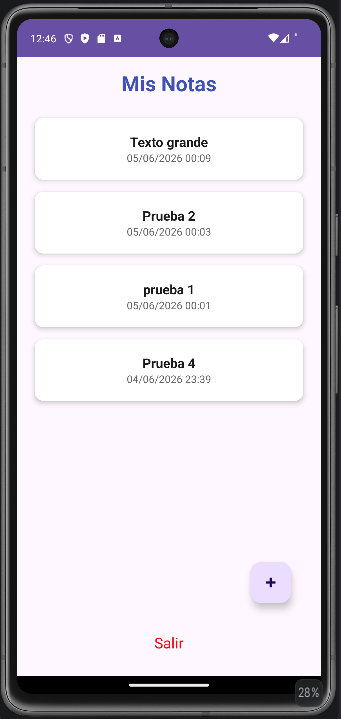 12:46
Mis Notas
Texto grande
05/06/2026 00:09
Prueba 2
05/06/2026 00:03
prueba 1
05/06/2026 00:01
Prueba 4
04/06/2026 23:39
+
Salir
28%